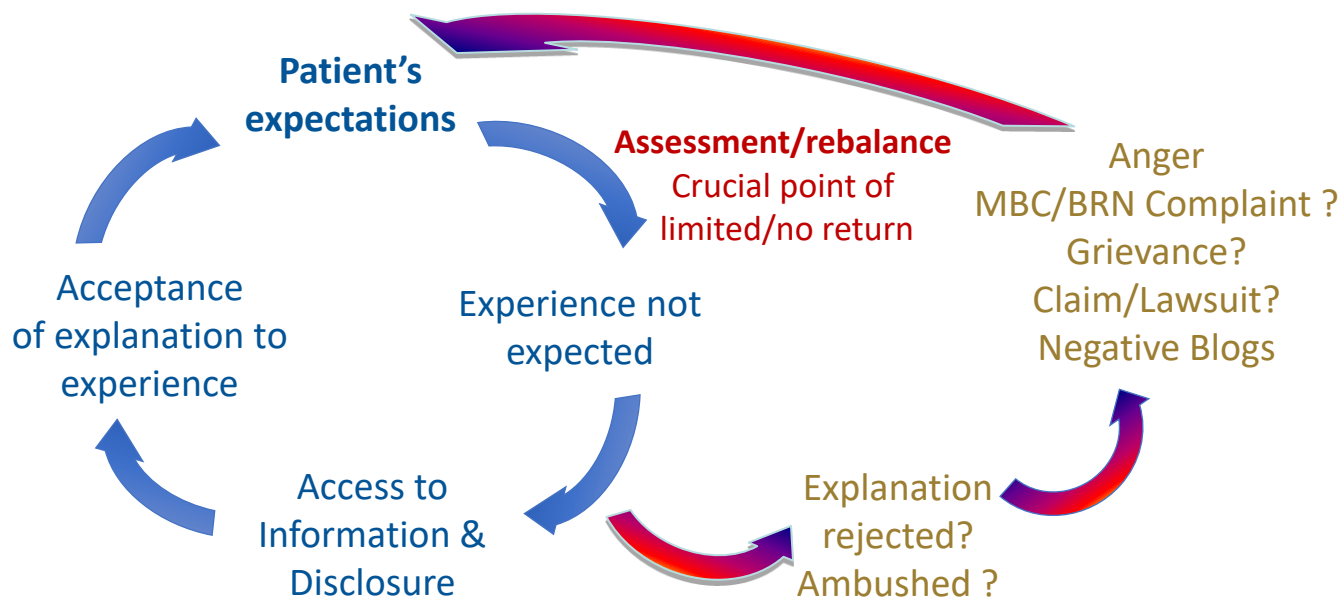 Patient's
expectations
Assessment/rebalance
Crucial point of
limited/no return
Anger
MBC/BRN Complaint ?
Grievance?
Claim/Lawsuit?
Negative Blogs
Acceptance
of explanation to
experience
Experience not
expected
Access to
Information &
Disclosure
Explanation
rejected?
Ambushed ?